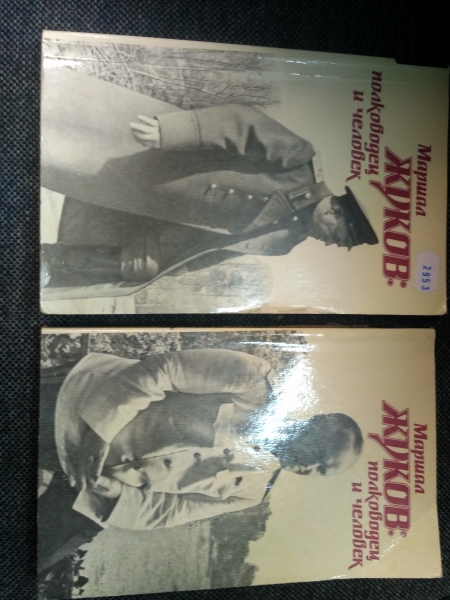 Маршал
ЖУКОВ:
полководец
и человек
2953
Маршал
ЖУКОВ:
полководец
и человек